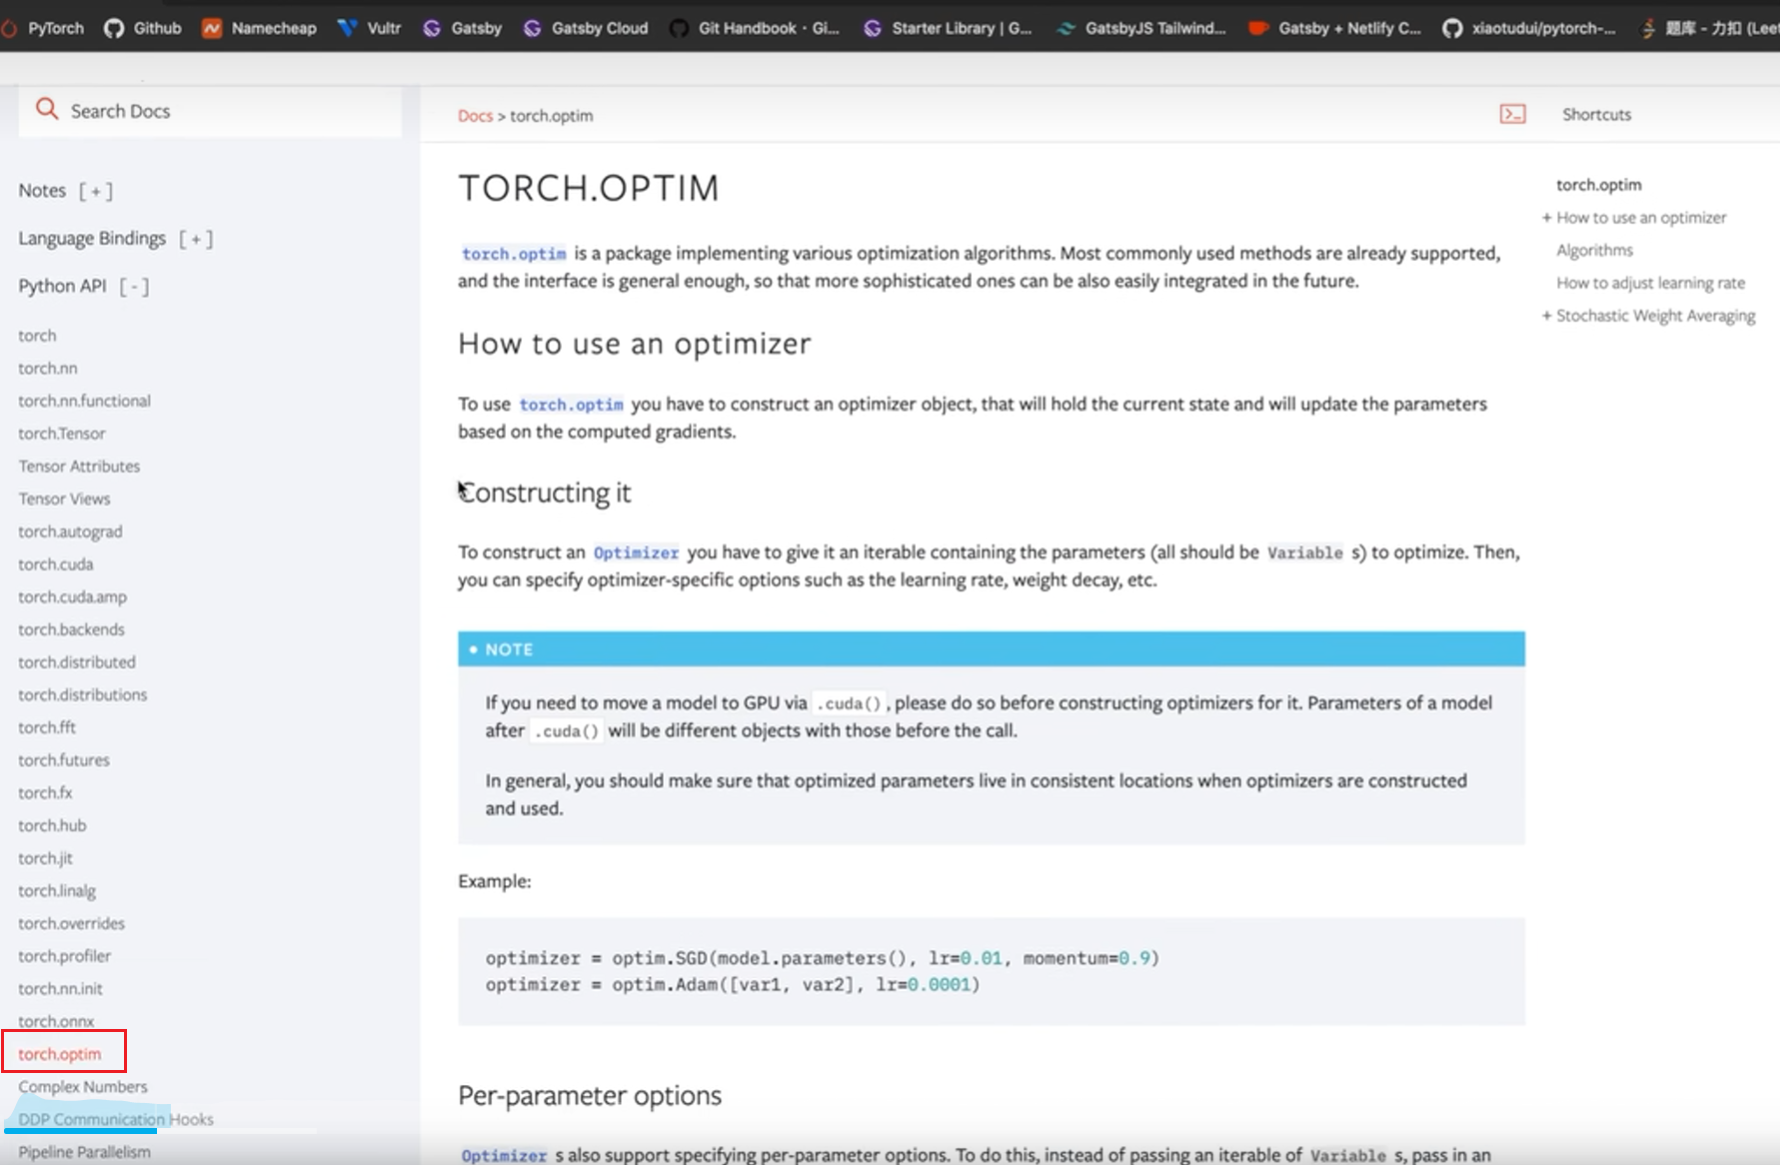 PyTorch Github Namecheap Vultr Gatsby Gatsby Cloud Git Handbook · Gi... Starter Library | G... GatsbyJS Tailwind... Gatsby + Netlify C... xiaotudui/pytorch-... 题库 - 力扣 (Leet
Search Docs
Notes [ + ]
Language Bindings [ + ]
Python API [ - ]
torch
torch.nn
torch.nn.functional
torch.Tensor
Tensor Attributes
Tensor Views
torch.autograd
torch.cuda
torch.cuda.amp
torch.backends
torch.distributed
torch.distributions
torch.fft
torch.futures
torch.fx
torch.hub
torch.jit
torch.linalg
torch.overrides
torch.profiler
torch.nn.init
torch.onnx
torch.optim
Complex Numbers
DDP Communication Hooks
Pipeline Parallelism
Docs > torch.optim
TORCH.OPTIM
torch.optim is a package implementing various optimization algorithms. Most commonly used methods are already supported,
and the interface is general enough, so that more sophisticated ones can be also easily integrated in the future.
How to use an optimizer
To use torch.optim you have to construct an optimizer object, that will hold the current state and will update the parameters
based on the computed gradients.
Constructing it
To construct an Optimizer you have to give it an iterable containing the parameters (all should be Variable s) to optimize. Then,
you can specify optimizer-specific options such as the learning rate, weight decay, etc.
NOTE
If you need to move a model to GPU via .cuda(), please do so before constructing optimizers for it. Parameters of a model
after .cuda() will be different objects with those before the call.
In general, you should make sure that optimized parameters live in consistent locations when optimizers are constructed
and used.
Example:
optimizer = optim.SGD(model.parameters(), lr=0.01, momentum=0.9)
optimizer = optim.Adam([var1, var2], lr=0.0001)
Per-parameter options
Optimizer s also support specifying per-parameter options. To do this, instead of passing an iterable of Variable s, pass in an
Shortcuts
torch.optim
+ How to use an optimizer
Algorithms
How to adjust learning rate
+ Stochastic Weight Averaging